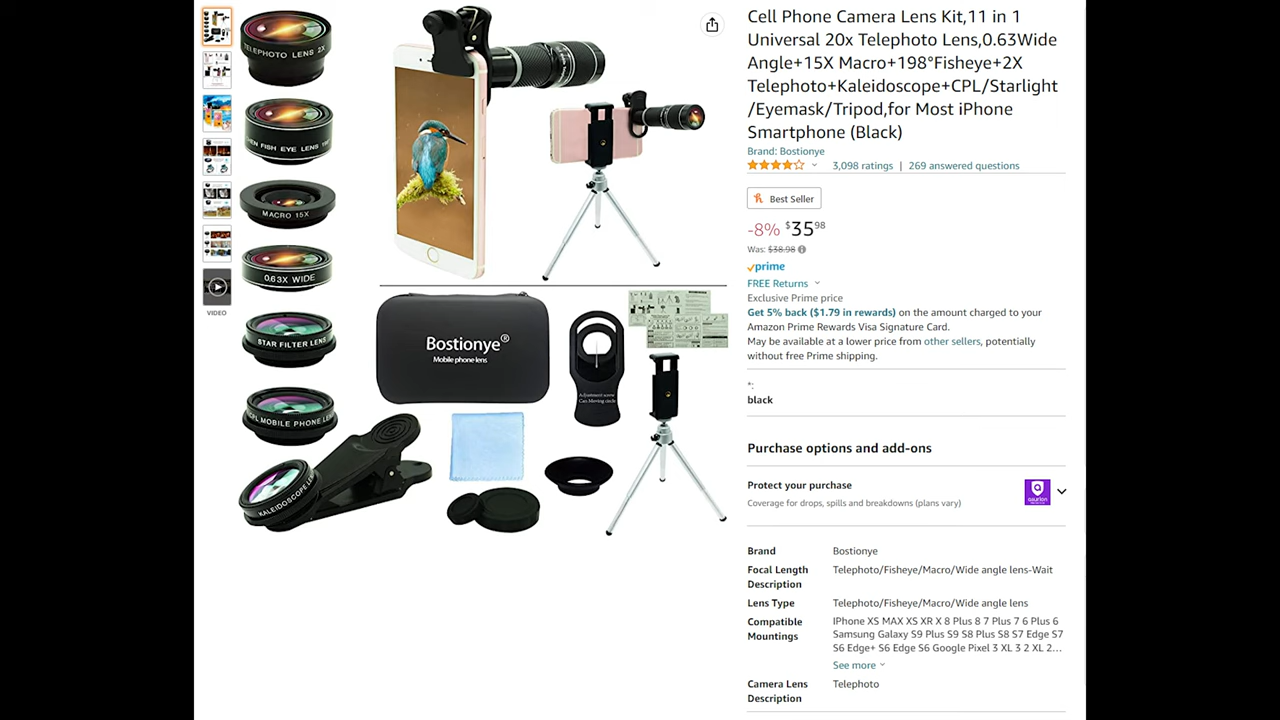 TELEPHOTO LENS 2X
MACRO 15X
0.63X WIDE
STAR FILTER LENS
CPL MOBILE PHONE LENS
KALEIDOSCOPE LENS
VIDEO
Bostionye®
Mobile phone lens
Adjustment screw
Can Moving circle
Cell Phone Camera Lens Kit,11 in 1
Universal 20x Telephoto Lens,0.63Wide
Angle+15X Macro+198°Fisheye+2X
Telephoto+Kaleidoscope+CPL/Starlight
/Eyemask/Tripod,for Most iPhone
Smartphone (Black)
Brand: Bostionye
3,098 ratings | 269 answered questions
Best Seller
-8% $35 98
Was: $38.98
prime
FREE Returns
Exclusive Prime price
Get 5% back ($1.79 in rewards) on the amount charged to your
Amazon Prime Rewards Visa Signature Card.
May be available at a lower price from other sellers, potentially
without free Prime shipping.
*:
black
Purchase options and add-ons
Protect your purchase
Coverage for drops, spills and breakdowns (plans vary)
asurion
Brand Bostionye
Focal Length Telephoto/Fisheye/Macro/Wide angle lens-Wait
Description
Lens Type Telephoto/Fisheye/Macro/Wide angle lens
Compatible IPhone XS MAX XS XR X 8 Plus 8 7 Plus 7 6 Plus 6
Mountings Samsung Galaxy S9 Plus S9 S8 Plus S8 S7 Edge S7
S6 Edge+ S6 Edge S6 Google Pixel 3 XL 3 2 XL 2...
See more
Camera Lens Telephoto
Description